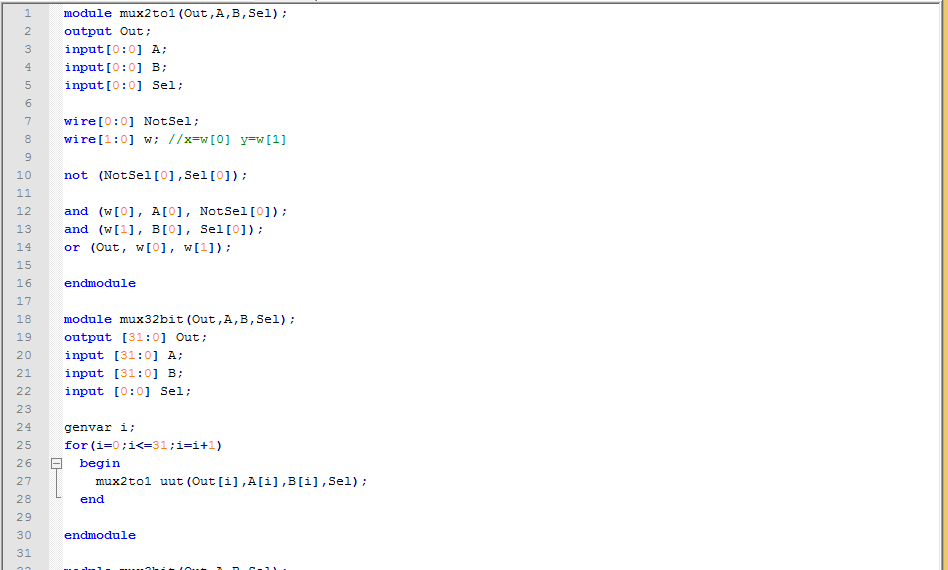 1 module mux2to1(Out,A,B,Sel);
2 output Out;
3 input[0:0] A;
4 input[0:0] B;
5 input[0:0] Sel;
6
7 wire[0:0] NotSel;
8 wire[1:0] w; //x=w[0] y=w[1]
9
10 not (NotSel[0],Sel[0]);
11
12 and (w[0], A[0], NotSel[0]);
13 and (w[1], B[0], Sel[0]);
14 or (Out, w[0], w[1]);
15
16 endmodule
17
18 module mux32bit(Out,A,B,Sel);
19 output [31:0] Out;
20 input [31:0] A;
21 input [31:0] B;
22 input [0:0] Sel;
23
24 genvar i;
25 for(i=0;i<=31;i=i+1)
26 begin
27 mux2to1 uut(Out[i],A[i],B[i],Sel);
28 end
29
30 endmodule
31